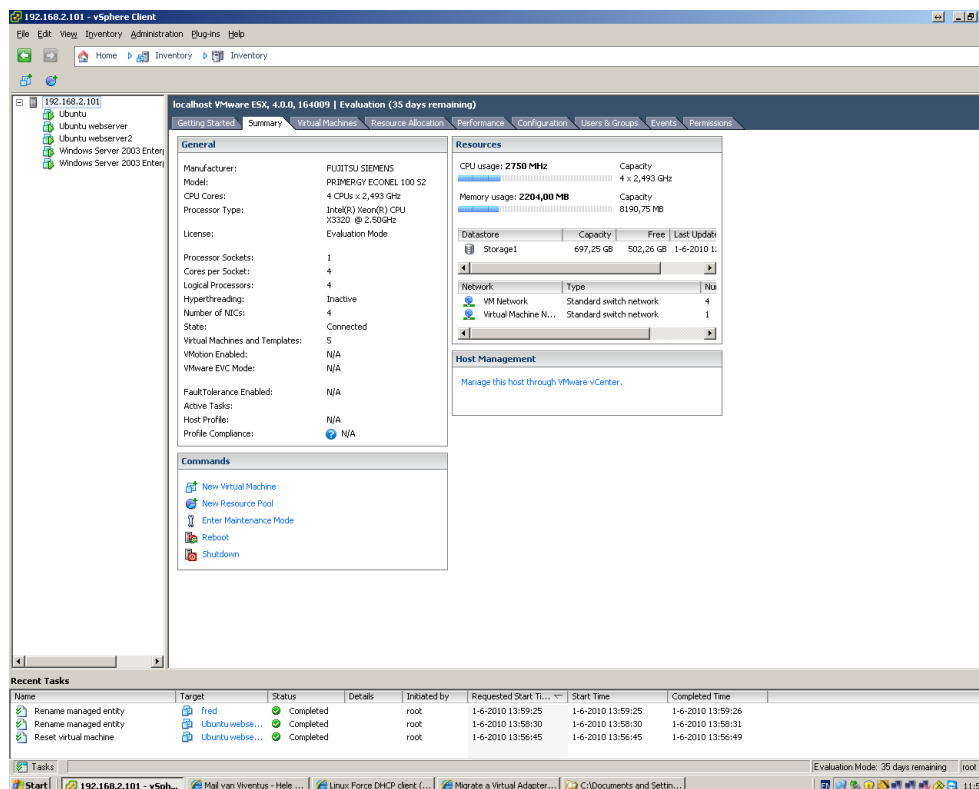 192.168.2.101 - vSphere Client
File Edit View Inventory Administration Plug-ins Help
Home Inventory Inventory
192.168.2.101
Ubuntu
Ubuntu webserver
Ubuntu webserver2
Windows Server 2003 Enterp
Windows Server 2003 Enterp
localhost VMware ESX, 4.0.0, 164009 | Evaluation (35 days remaining)
Getting Started Summary Virtual Machines Resource Allocation Performance Configuration Users & Groups Events Permissions
General
Manufacturer: FUJITSU SIEMENS
Model: PRIMERGY ECONEL 100 S2
CPU Cores: 4 CPUs x 2,493 GHz
Processor Type: Intel(R) Xeon(R) CPU
X3320 @ 2.50GHz
License: Evaluation Mode
Processor Sockets: 1
Cores per Socket: 4
Logical Processors: 4
Hyperthreading: Inactive
Number of NICs: 4
State: Connected
Virtual Machines and Templates: 5
VMotion Enabled: N/A
VMware EVC Mode: N/A
FaultTolerance Enabled: N/A
Active Tasks:
Host Profile: N/A
Profile Compliance: N/A
Commands
New Virtual Machine
New Resource Pool
Enter Maintenance Mode
Reboot
Shutdown
Resources
CPU usage: 2750 MHz Capacity
4 x 2,493 GHz
Memory usage: 2204,00 MB Capacity
8190,75 MB
Datastore Capacity Free Last Update
Storage1 697,25 GB 502,26 GB 1-6-2010 1:
Network Type Nu
VM Network Standard switch network 4
Virtual Machine N... Standard switch network 1
Host Management
Manage this host through VMware vCenter.
Recent Tasks
Name Target Status Details Initiated by Requested Start Ti... Start Time Completed Time
Rename managed entity fred Completed root 1-6-2010 13:59:25 1-6-2010 13:59:25 1-6-2010 13:59:26
Rename managed entity Ubuntu webse... Completed root 1-6-2010 13:58:30 1-6-2010 13:58:30 1-6-2010 13:58:31
Reset virtual machine Ubuntu webse... Completed root 1-6-2010 13:56:45 1-6-2010 13:56:45 1-6-2010 13:56:49
Tasks Evaluation Mode: 35 days remaining root
Start 192.168.2.101 - vSph... Mail van Viventus - Hele ... Linux Force DHCP client (... Migrate a Virtual Adapter... C:\Documents and Settin...